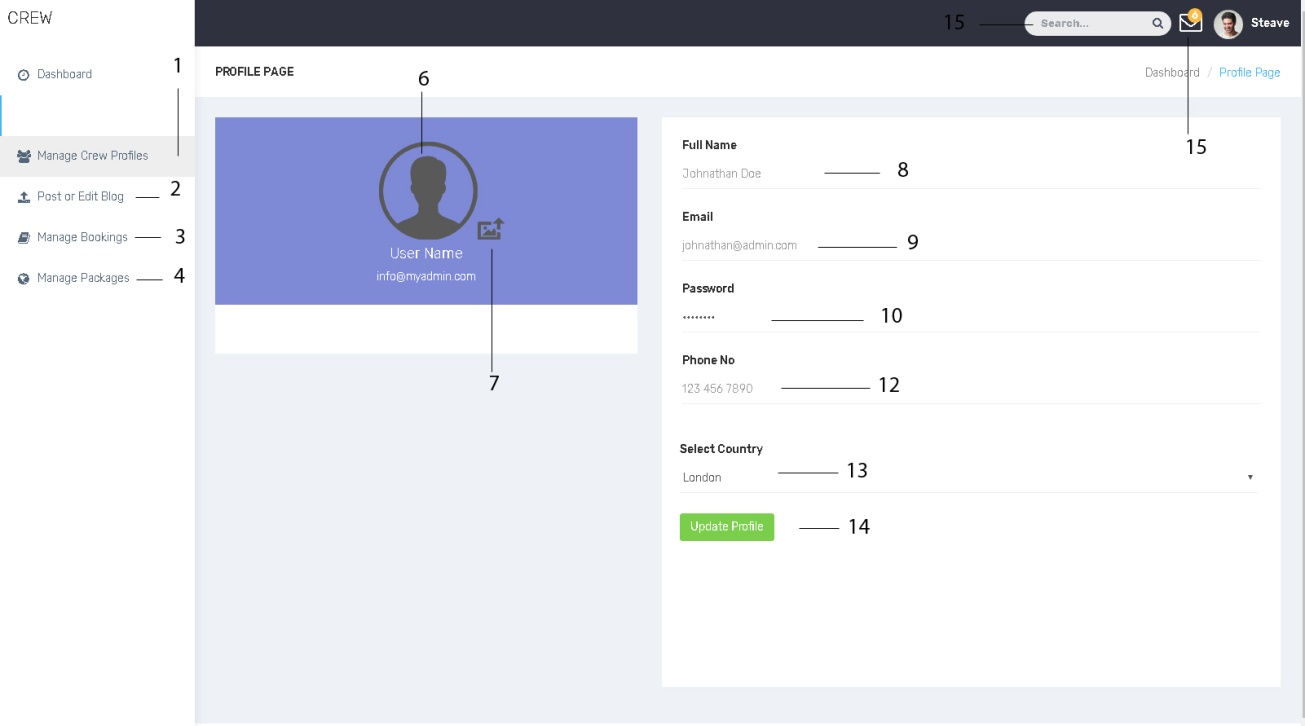 CREW
15
Search...
6
Steave
Dashboard
1
PROFILE PAGE
Dashboard / Profile Page
6
Manage Crew Profiles
Post or Edit Blog
2
Manage Bookings
3
Manage Packages
4
User Name
info@myadmin.com
7
Full Name
Johnathan Doe
8
15
Email
johnathan@admin.com
9
Password
••••••••
10
Phone No
123 456 7890
12
Select Country
London
13
Update Profile
14